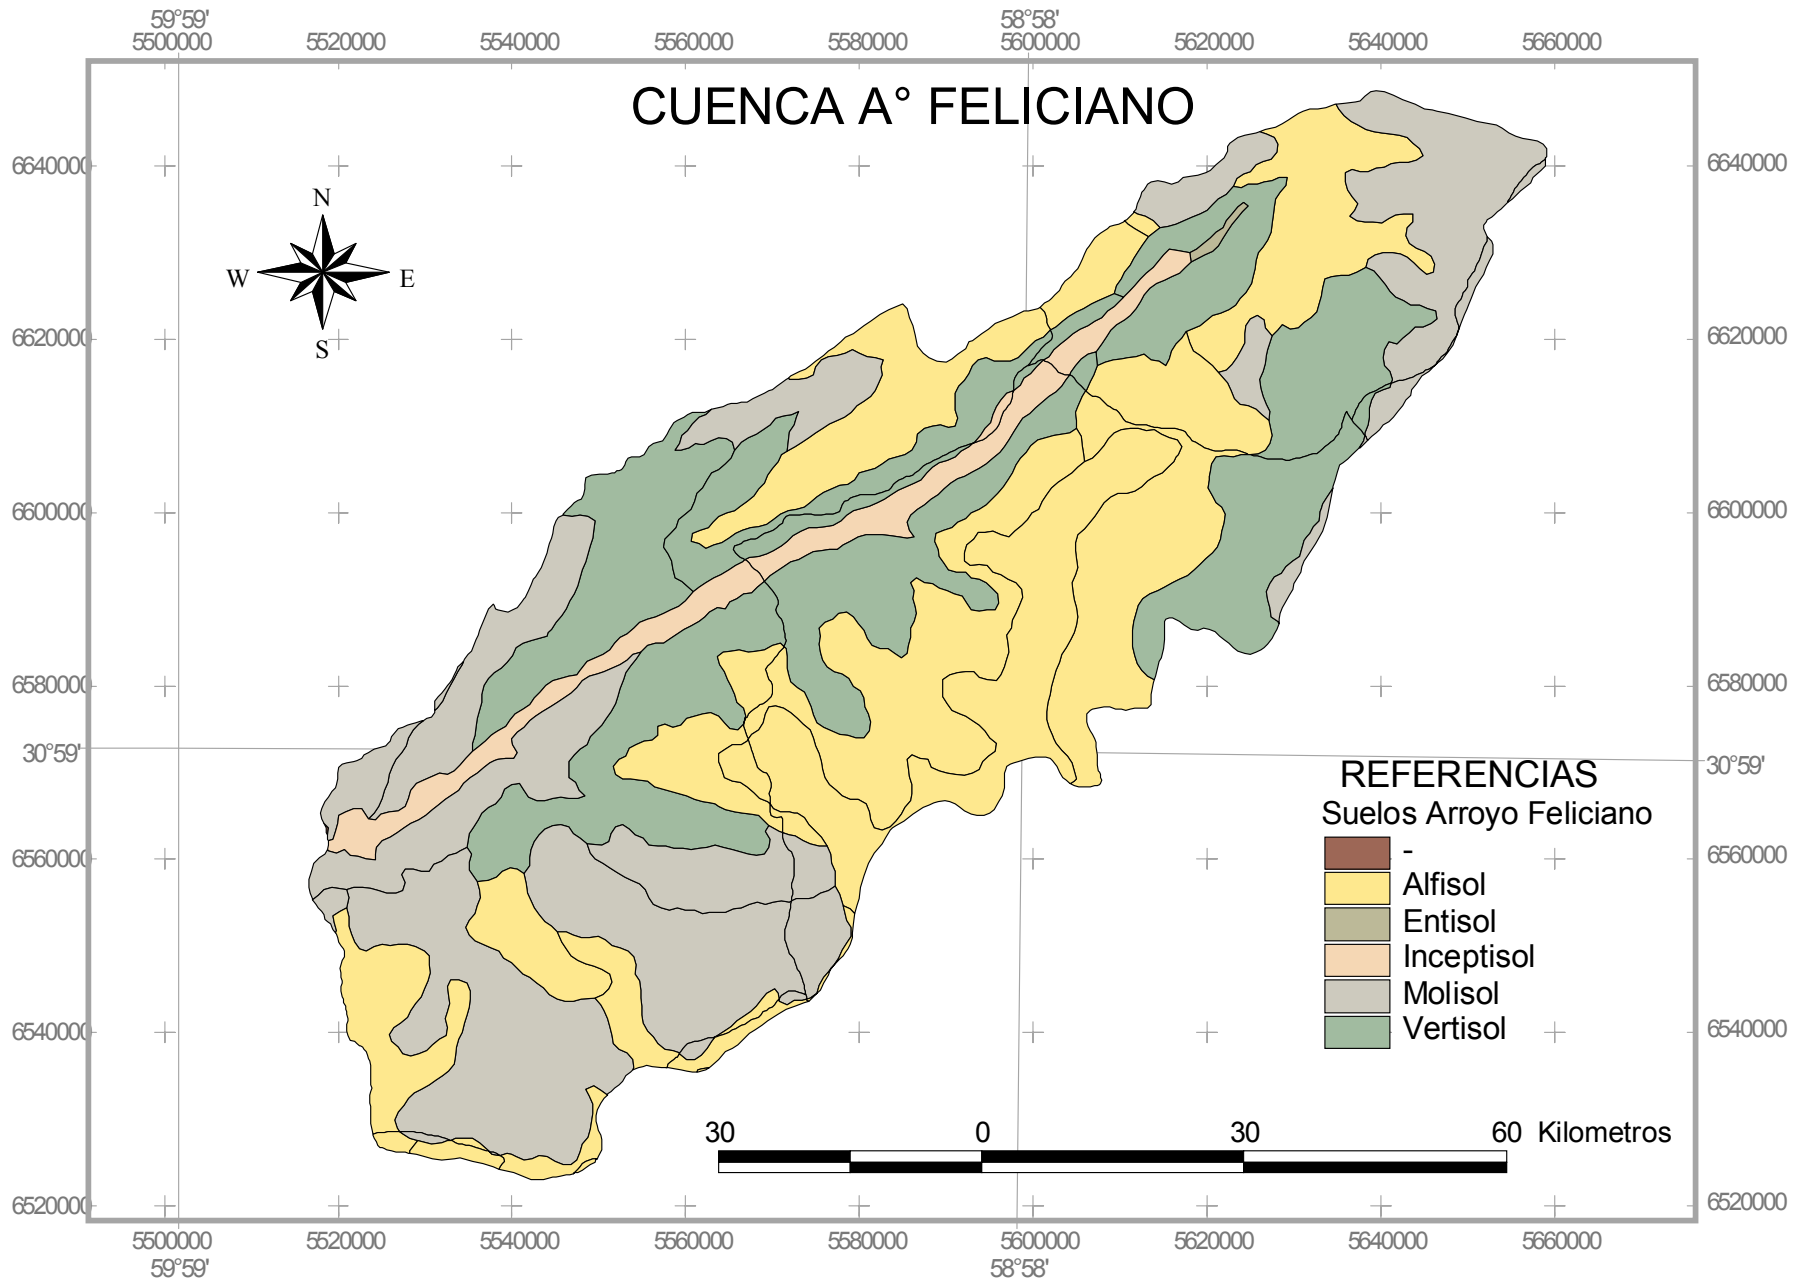 59°59' 58°58'
5500000 5520000 5540000 5560000 5580000 5600000 5620000 5640000 5660000
CUENCA A° FELICIANO
6640000 6640000
N
W E
S
6620000 6620000
6600000 6600000
6580000 6580000
30°59' 30°59'
REFERENCIAS
Suelos Arroyo Feliciano
-
6560000 6560000
Alfisol
Entisol
Inceptisol
Molisol
Vertisol
6540000 6540000
30 0 30 60 Kilometros
6520000 6520000
5500000 5520000 5540000 5560000 5580000 5600000 5620000 5640000 5660000
59°59' 58°58'